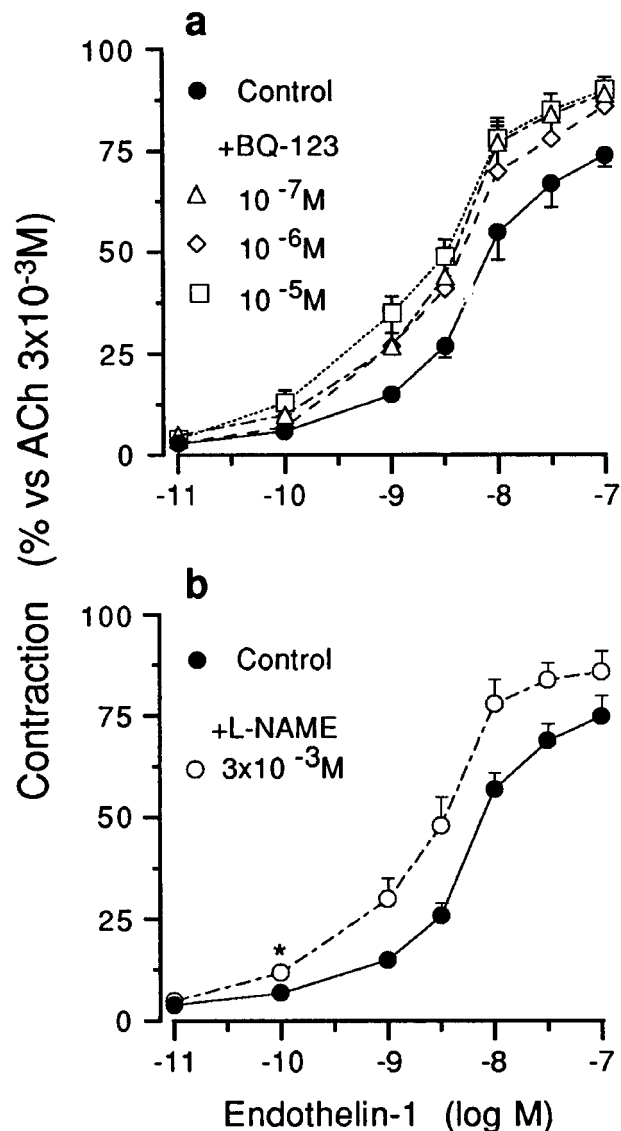 a
100
75
50
25
0
Control
+BQ-123
10 -7M
10 -6M
10 -5M
-11 -10 -9 -8 -7
Contraction (% vs ACh 3x10-3M)
b
100
75
50
25
0
Control
+L-NAME
3x10 -3M
*
-11 -10 -9 -8 -7
Endothelin-1 (log M)